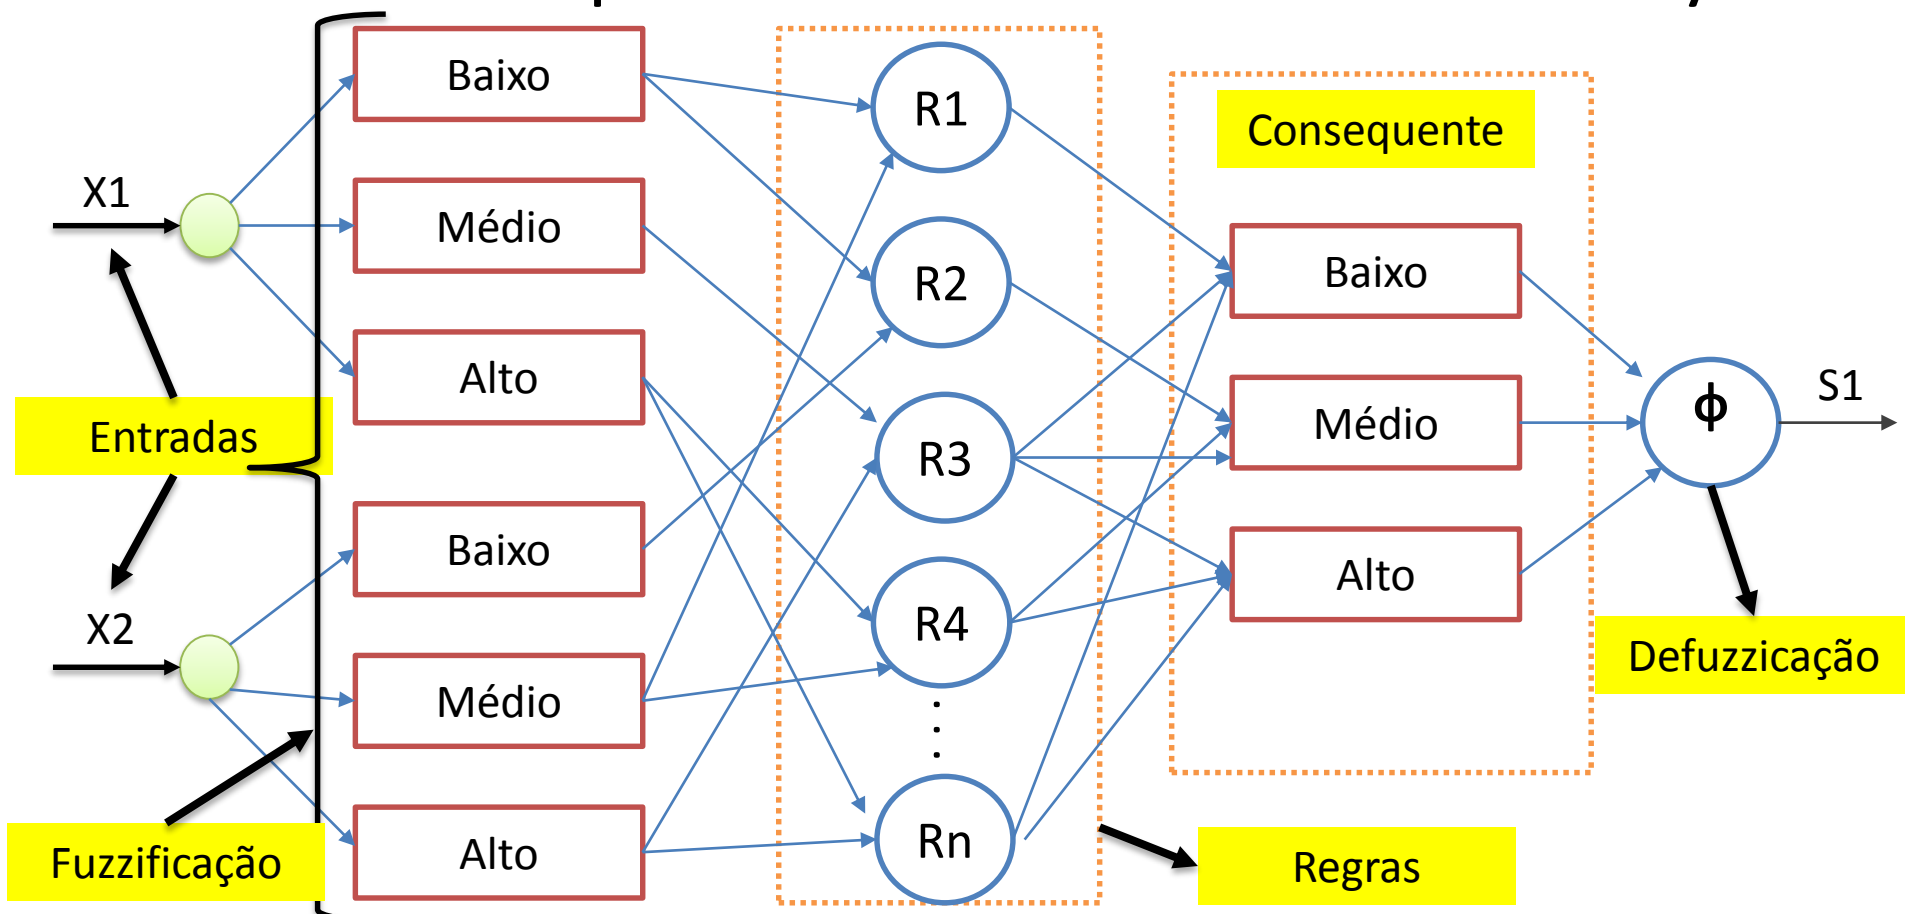 Baixo
R1
Consequente
X1
Médio
R2
Baixo
Alto
Médio
ϕ
S1
Entradas
R3
Baixo
Alto
X2
R4
Defuzzicação
Médio
Alto
Rn
Fuzzificação
Regras